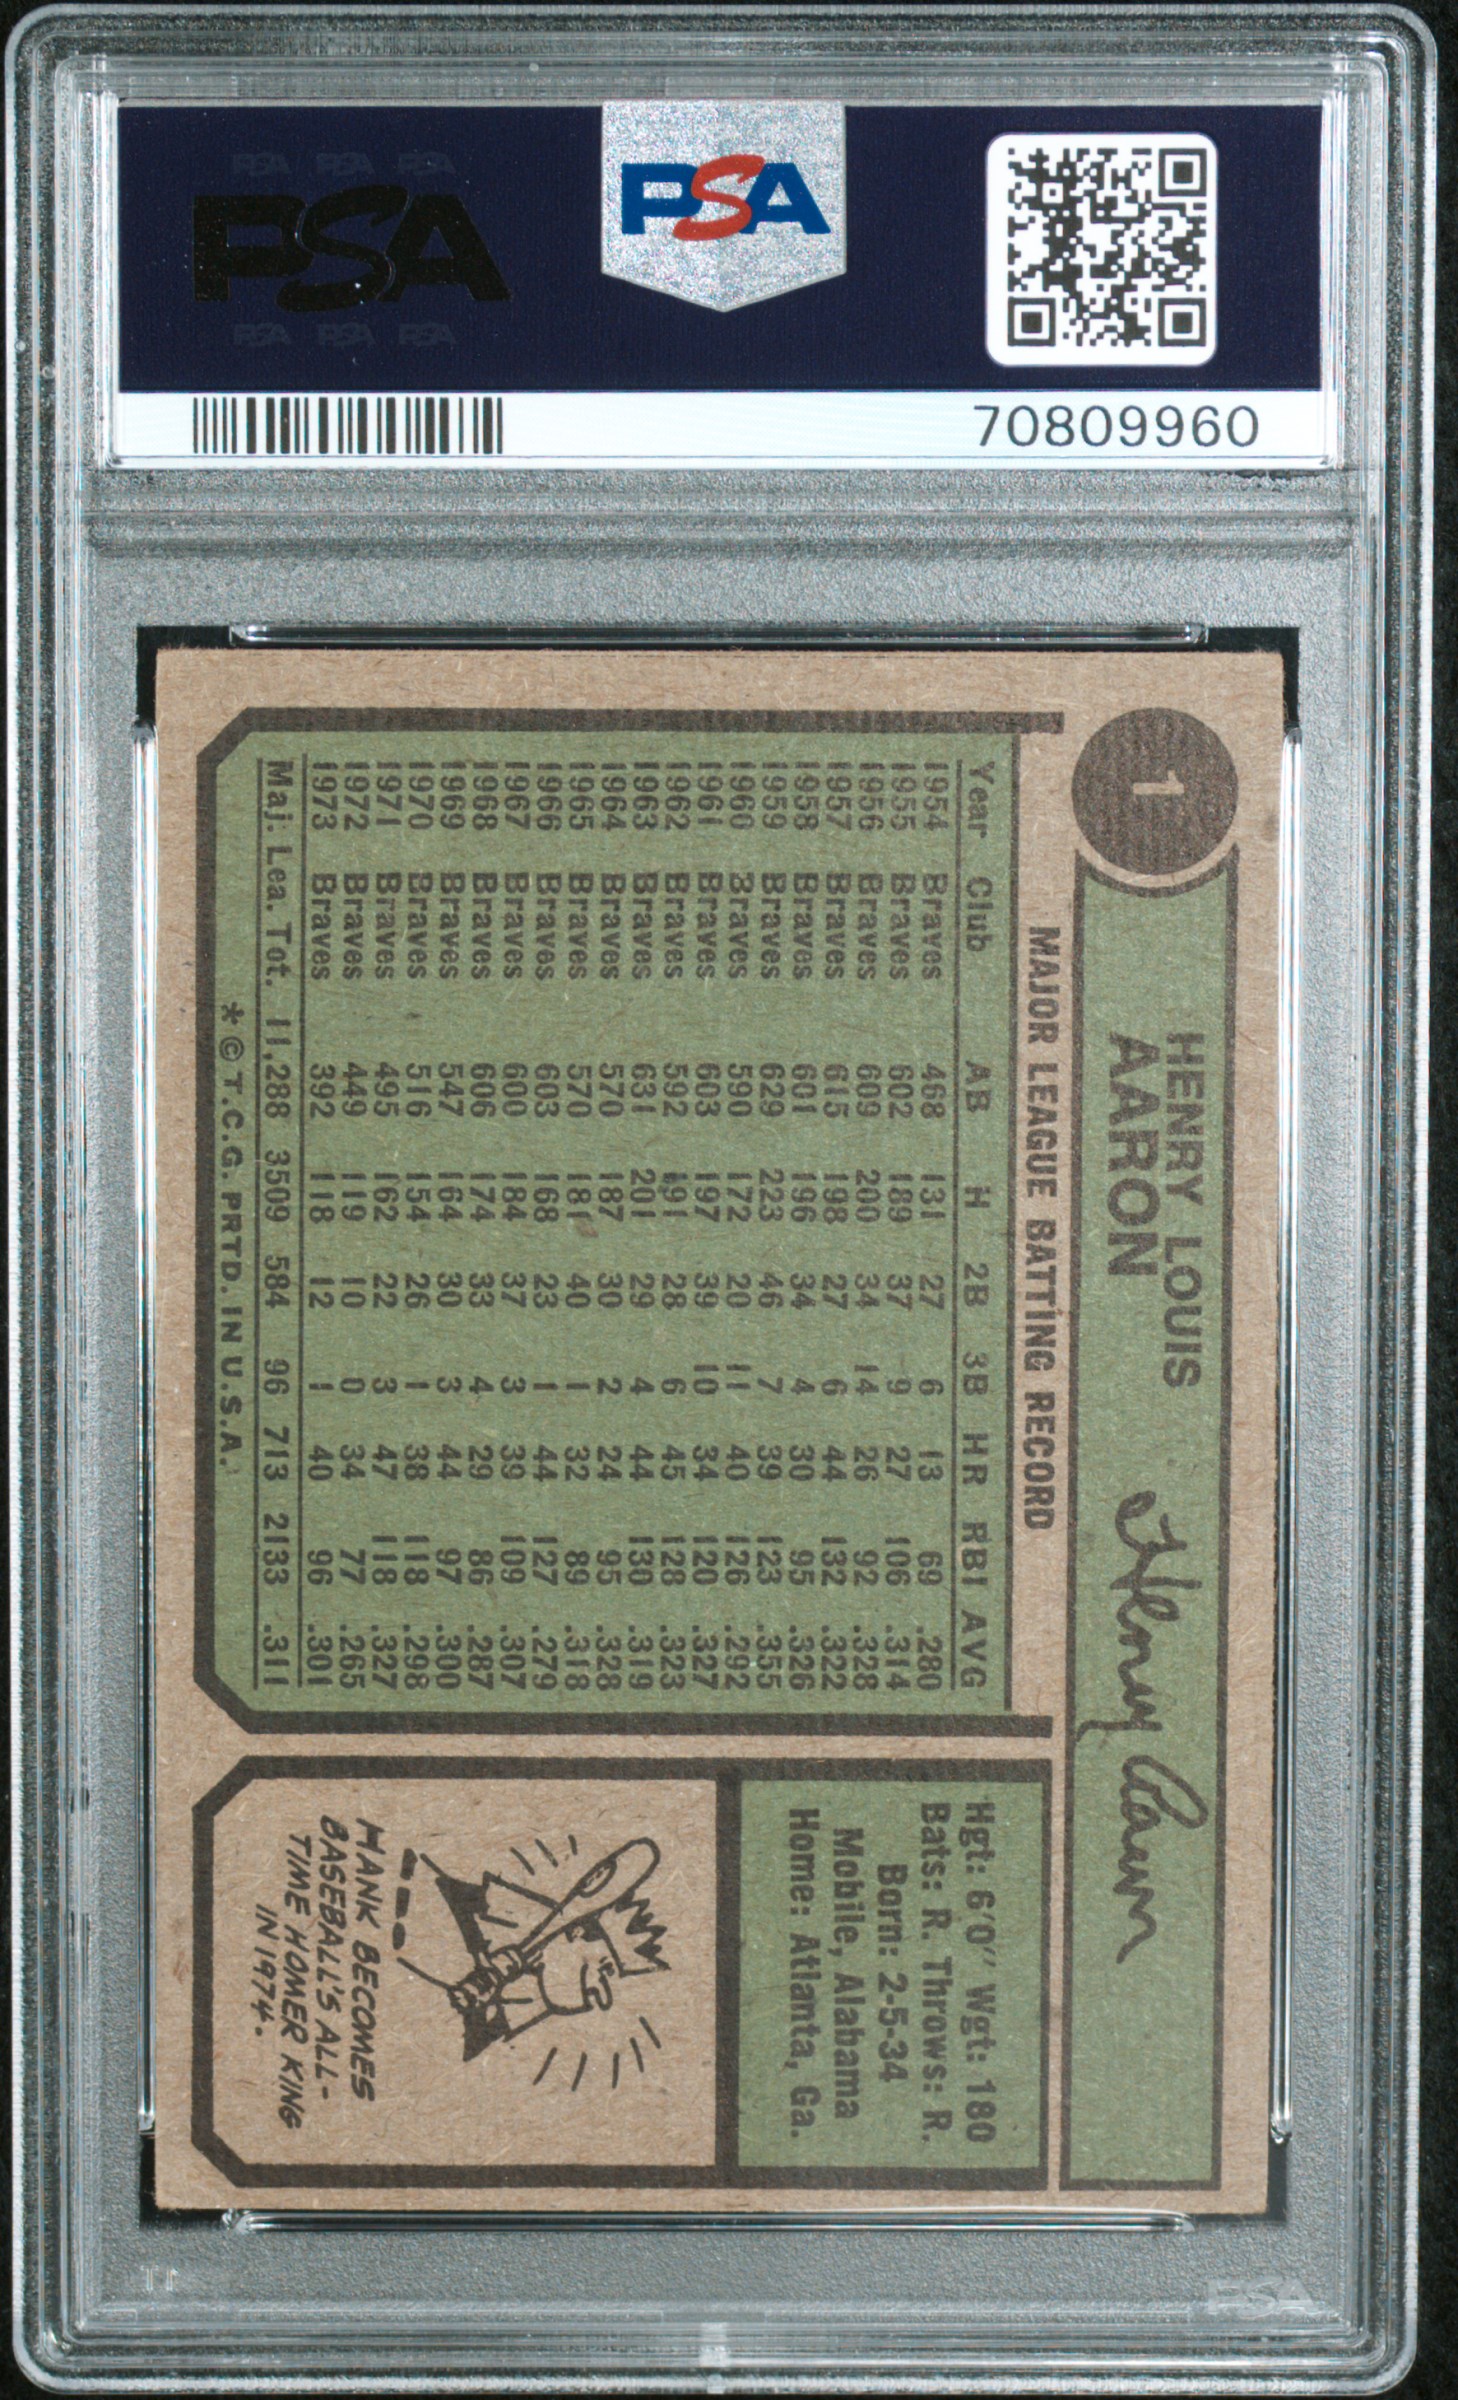 PSA PSA PSA
PSA
PSA PSA PSA
PSA
70809960
1
HENRY LOUIS
AARON
Henry Aaron
MAJOR LEAGUE BATTING RECORD
Year Club AB H 2B 3B HR RBI AVG
1954 Braves 468 131 27 6 13 69 .280
1955 Braves 602 189 37 9 27 106 .314
1956 Braves 609 200 34 14 26 92 .328
1957 Braves 615 198 27 6 44 132 .322
1958 Braves 601 196 34 4 30 95 .326
1959 Braves 629 223 46 7 39 123 .355
1960 Braves 590 172 20 11 40 126 .292
1961 Braves 603 197 39 10 34 120 .327
1962 Braves 592 191 28 6 45 128 .323
1963 Braves 631 201 29 4 44 130 .319
1964 Braves 570 187 30 2 24 95 .328
1965 Braves 570 181 40 1 32 89 .318
1966 Braves 603 168 23 1 44 127 .279
1967 Braves 600 184 37 3 39 109 .307
1968 Braves 606 174 33 4 29 86 .287
1969 Braves 547 164 30 3 44 97 .300
1970 Braves 516 154 26 1 38 118 .298
1971 Braves 495 162 22 3 47 118 .327
1972 Braves 449 119 10 0 34 77 .265
1973 Braves 392 118 12 1 40 96 .301
Maj. Lea. Tot. 11,288 3509 584 96 713 2133 .311
* © T.C.G. PRTD. IN U.S.A.
Hgt: 6'0" Wgt: 180
Bats: R. Throws: R.
Born: 2-5-34
Mobile, Alabama
Home: Atlanta, Ga.
HANK BECOMES
BASEBALL'S ALL-
TIME HOMER KING
IN 1974.
PSA